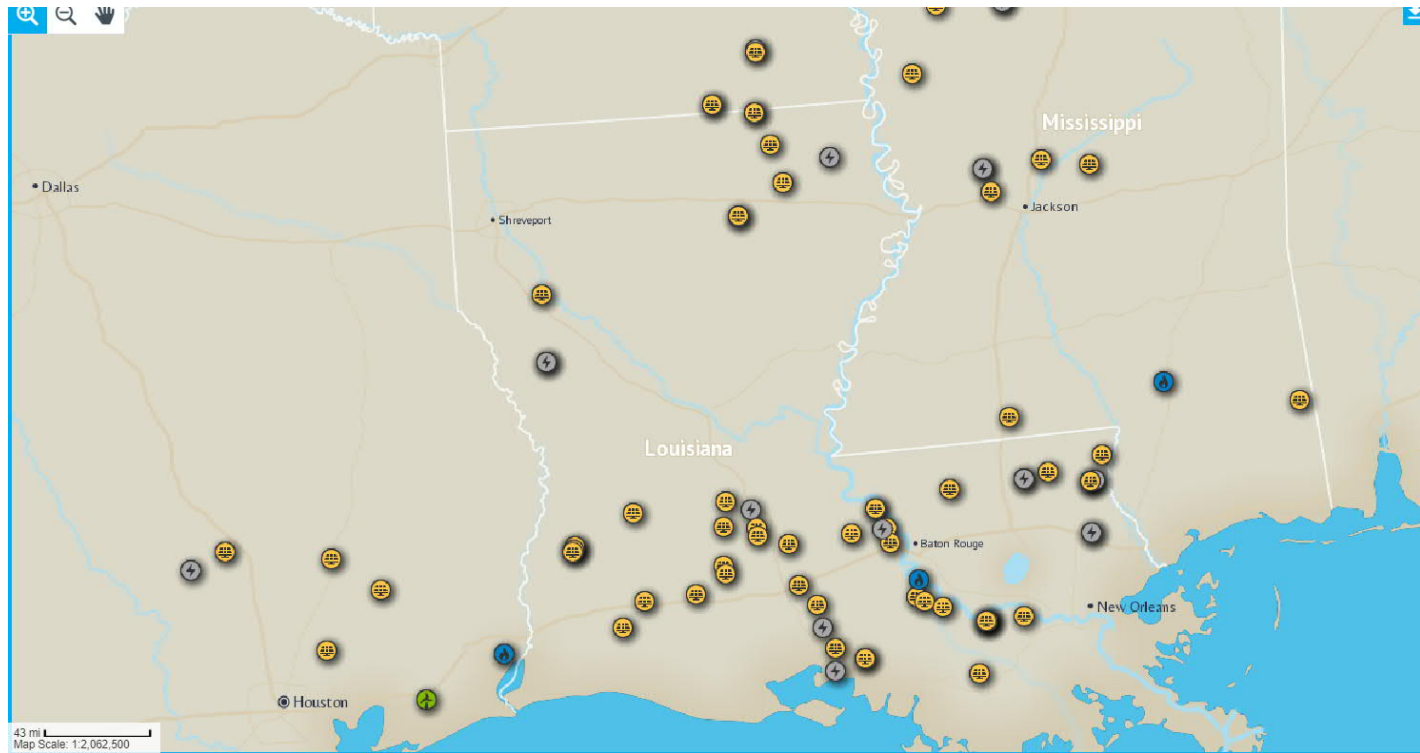 Mississippi
Dallas
Jackson
Shreveport
Louisiana
Baton Rouge
New Orleans
Houston
43 mi
Map Scale: 1:2,062,500